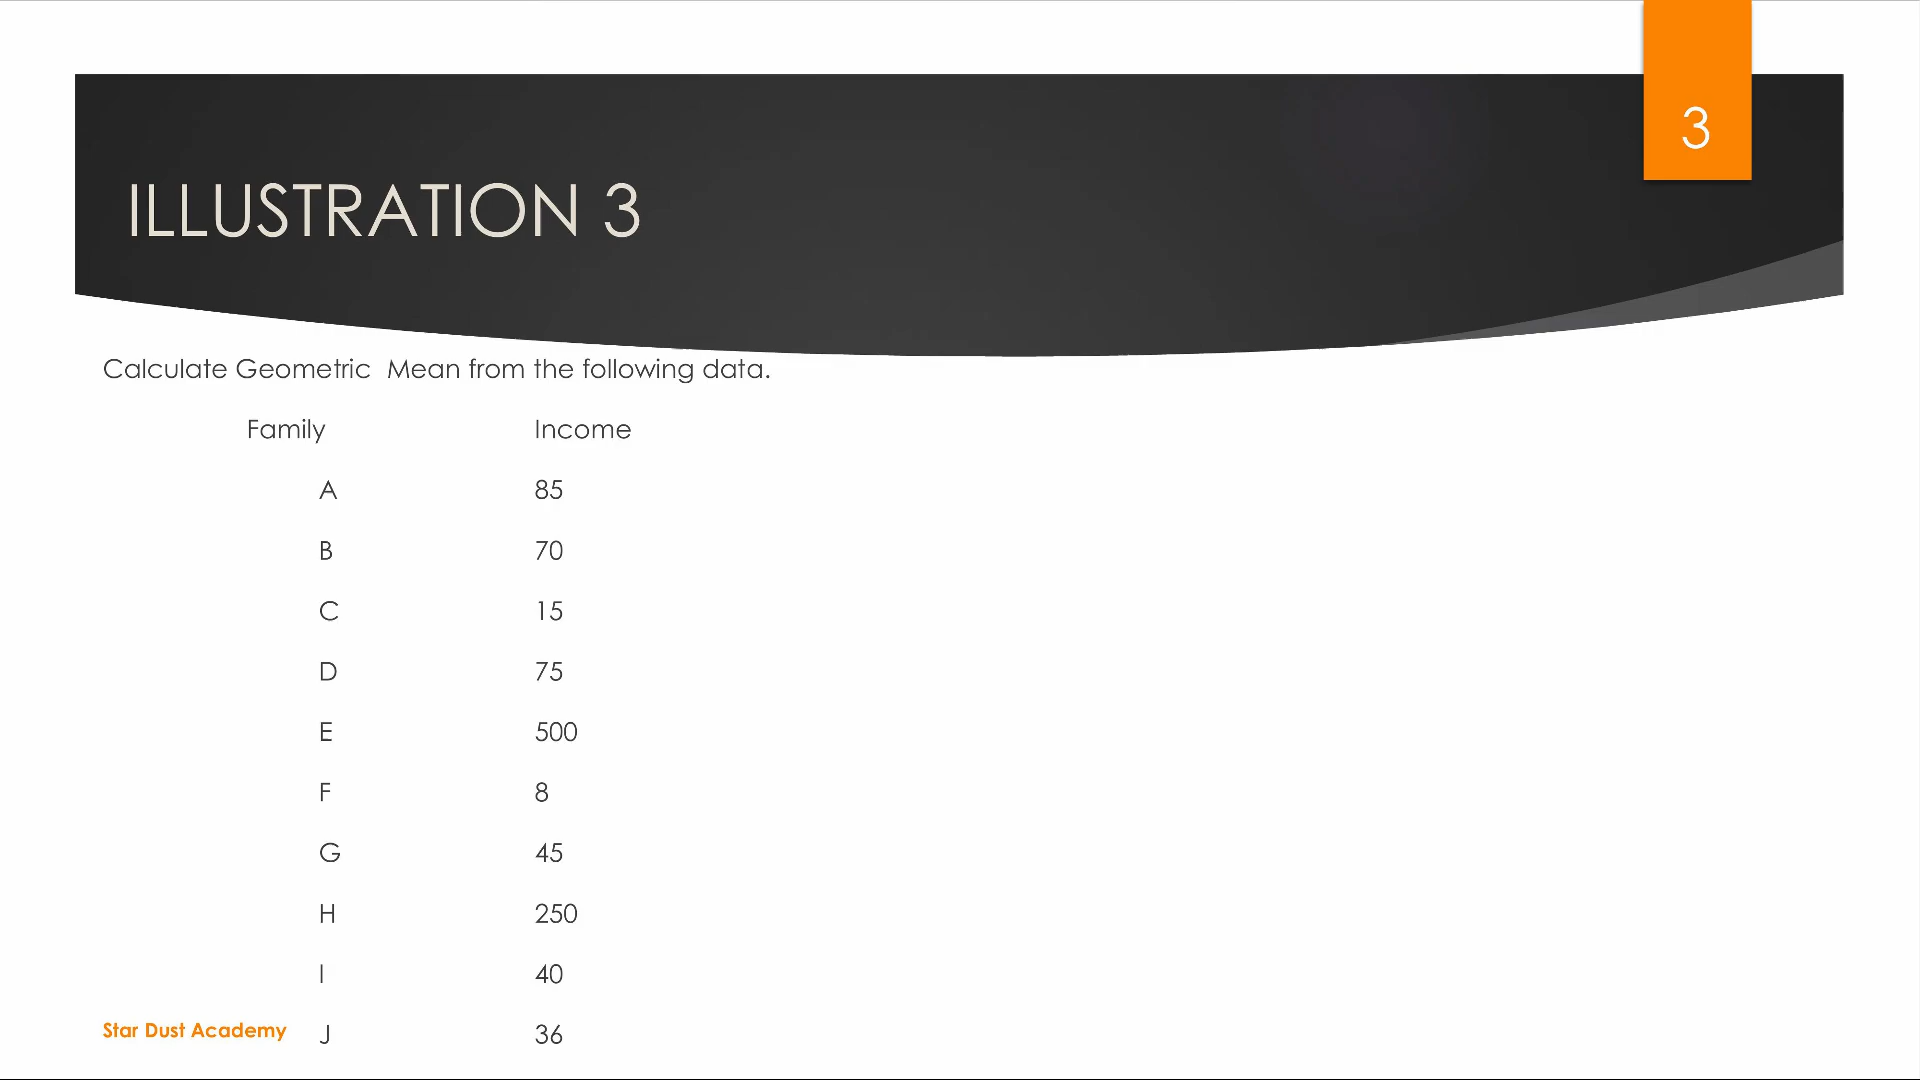 3
ILLUSTRATION 3
Calculate Geometric  Mean from the following data.
Family Income
A 85
B 70
C 15
D 75
E 500
F 8
G 45
H 250
I 40
J 36
Star Dust Academy